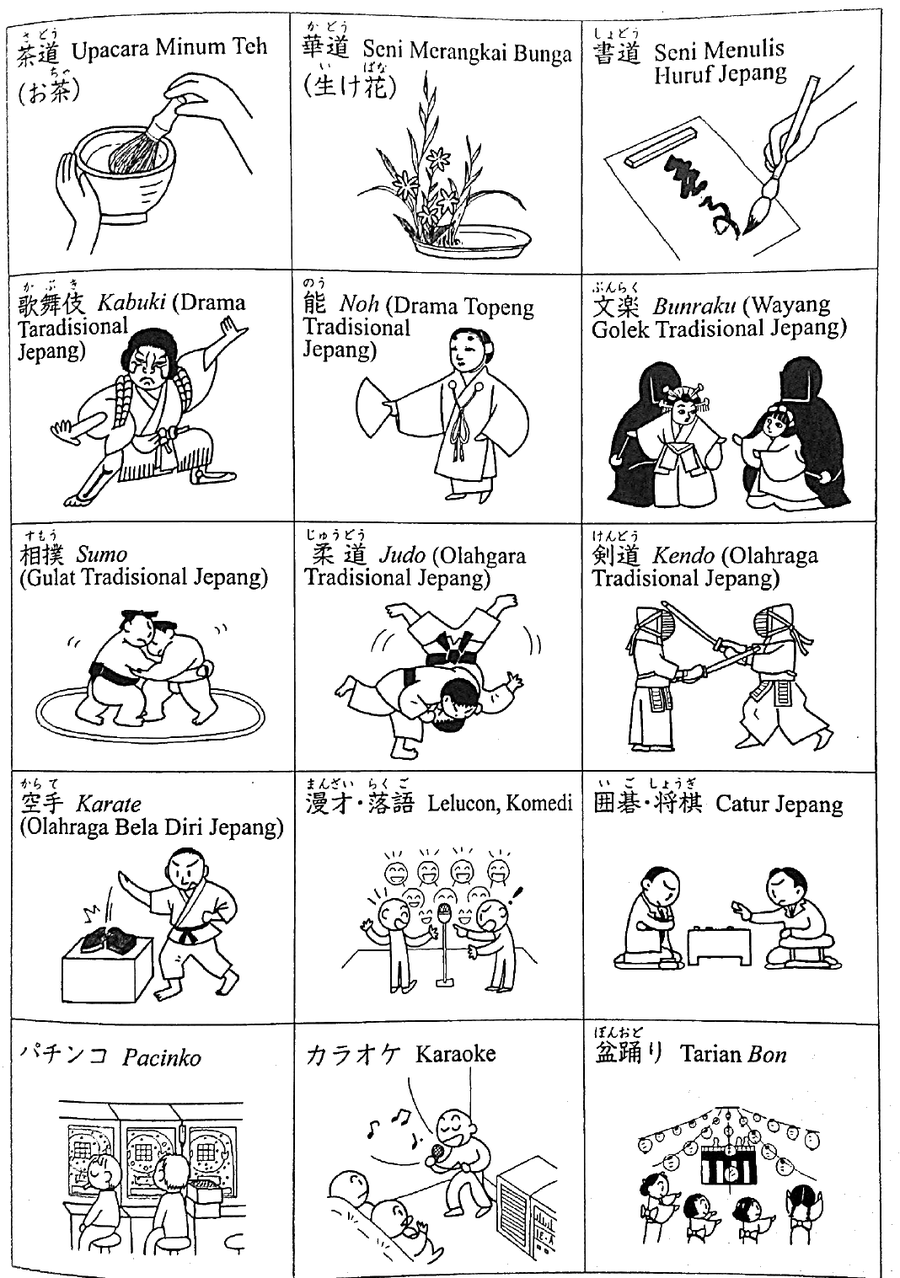 さどう
茶道 Upacara Minum Teh
ちゃ
(お茶)
かどう
華道 Seni Merangkai Bunga
い ばな
(生け花)
しょどう
書道 Seni Menulis
Huruf Jepang
かぶき
歌舞伎 Kabuki (Drama
Taradisional
Jepang)
のう
能 Noh (Drama Topeng
Tradisional
Jepang)
ぶんらく
文楽 Bunraku (Wayang
Golek Tradisional Jepang)
すもう
相撲 Sumo
(Gulat Tradisional Jepang)
じゅうどう
柔道 Judo (Olahgara
Tradisional Jepang)
けんどう
剣道 Kendo (Olahraga
Tradisional Jepang)
からて
空手 Karate
(Olahraga Bela Diri Jepang)
まんざい らくご
漫才・落語 Lelucon, Komedi
いご しょうぎ
囲碁・将棋 Catur Jepang
パチンコ Pacinko
カラオケ Karaoke
ぼんおど
盆踊り Tarian Bon